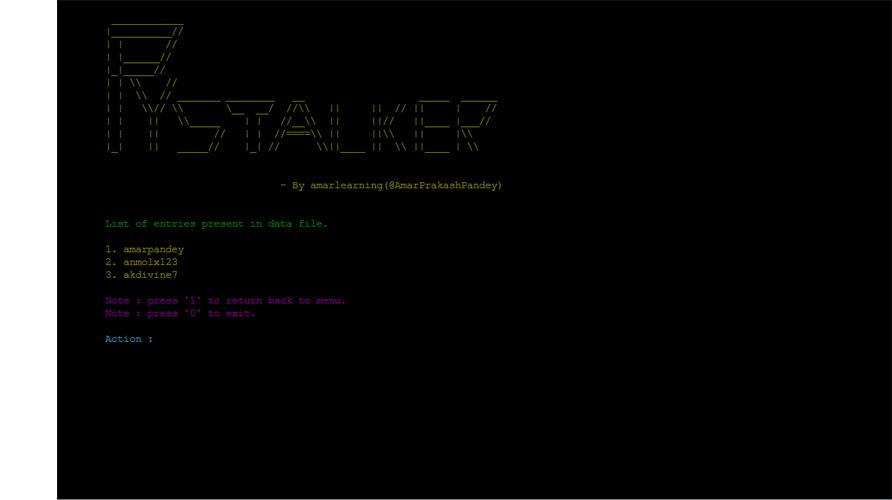 PYSTALKER
- By amarlearning(@AmarPrakashPandey)
List of entries present in data file.
1. amarpandey
2. anmolx123
3. akdivine7
Note : press '1' to return back to menu.
Note : press '0' to exit.
Action :